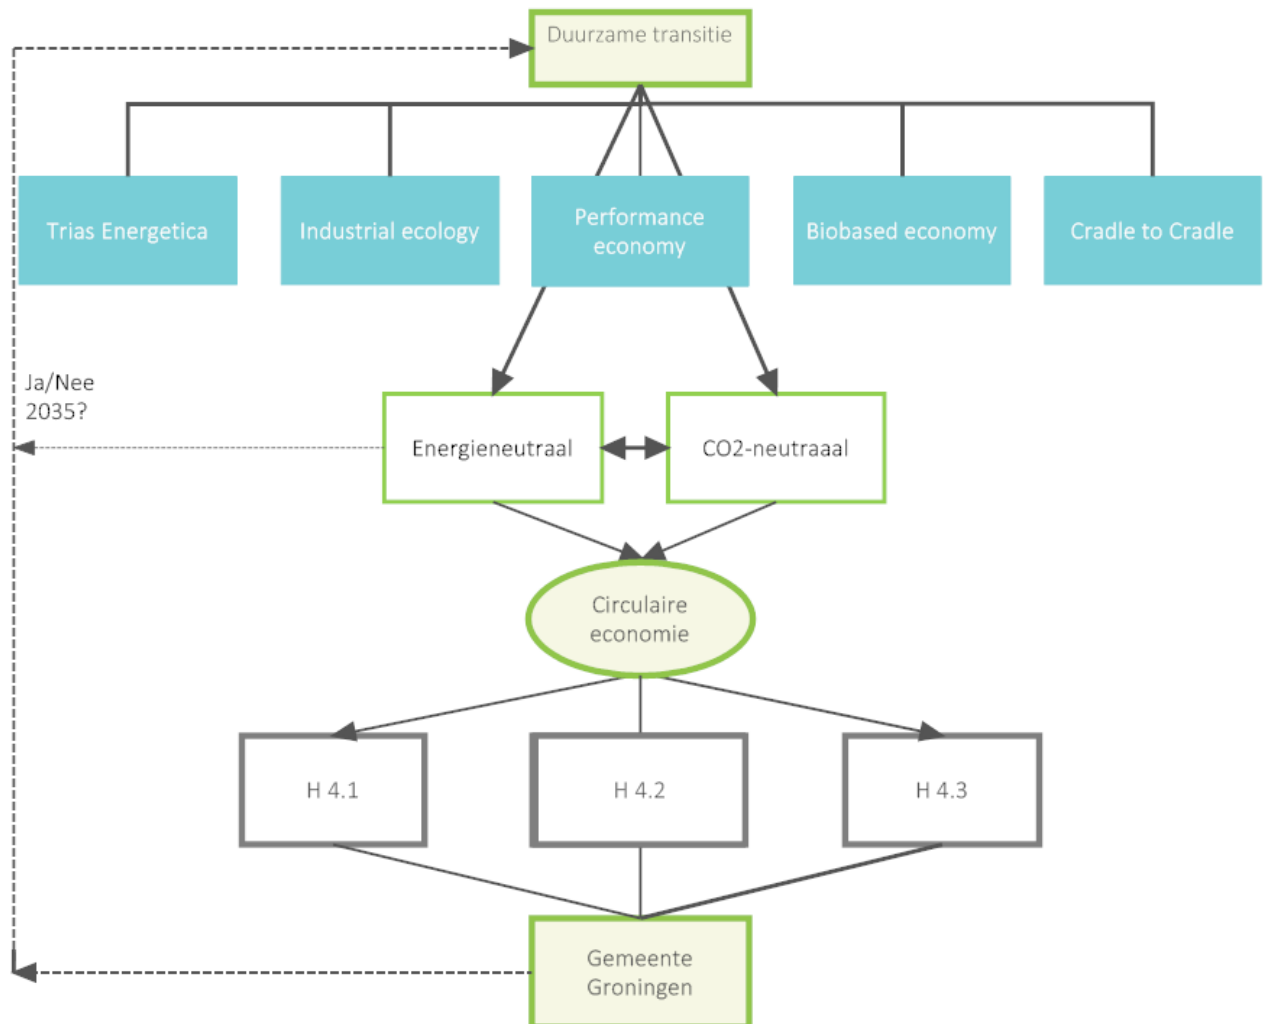 Duurzame transitie
Trias Energetica
Industrial ecology
Performance
economy
Biobased economy
Cradle to Cradle
Ja/Nee
2035?
Energieneutraal
CO2-neutraaal
Circulaire
economie
H 4.1
H 4.2
H 4.3
Gemeente
Groningen